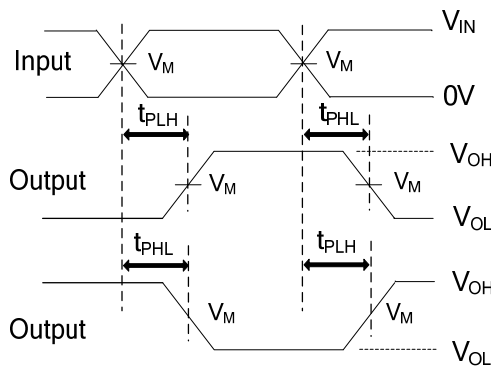 V_IN
Input V_M V_M
0V
t_PLH t_PHL
V_OH
Output V_M V_M
V_OL
t_PHL t_PLH
V_OH
Output V_M V_M
V_OL